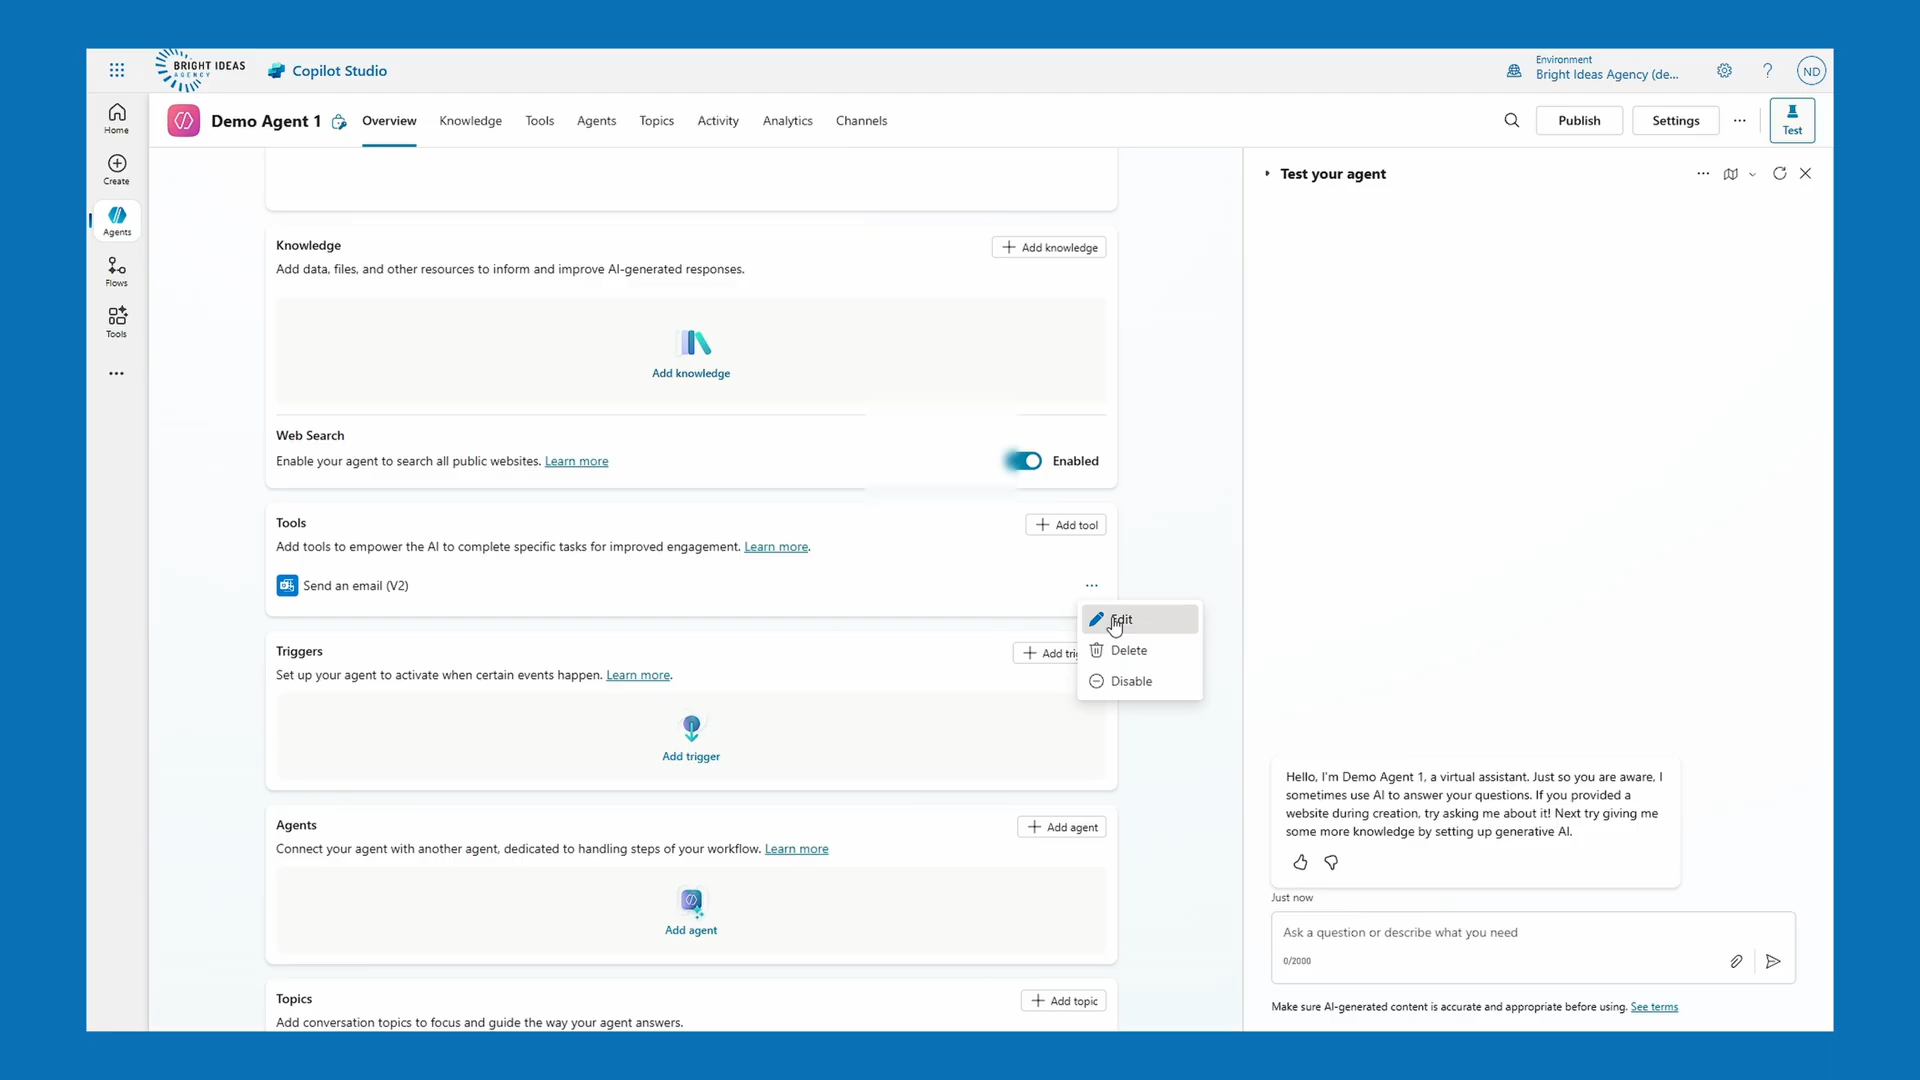 BRIGHT IDEAS
AGENCY
Copilot Studio
Environment
Bright Ideas Agency (de...
?
ND
Home
Create
Agents
Flows
Tools
...
Demo Agent 1
Overview
Knowledge
Tools
Agents
Topics
Activity
Analytics
Channels
Publish
Settings
...
Test
Knowledge
Add data, files, and other resources to inform and improve AI-generated responses.
+ Add knowledge
Add knowledge
Web Search
Enable your agent to search all public websites. Learn more
Enabled
Tools
Add tools to empower the AI to complete specific tasks for improved engagement. Learn more.
+ Add tool
Send an email (V2)
...
Edit
Delete
Disable
Triggers
Set up your agent to activate when certain events happen. Learn more.
+ Add tri
Add trigger
Agents
Connect your agent with another agent, dedicated to handling steps of your workflow. Learn more
+ Add agent
Add agent
Topics
Add conversation topics to focus and guide the way your agent answers.
+ Add topic
Test your agent
...
Hello, I'm Demo Agent 1, a virtual assistant. Just so you are aware, I
sometimes use AI to answer your questions. If you provided a
website during creation, try asking me about it! Next try giving me
some more knowledge by setting up generative AI.
Just now
Ask a question or describe what you need
0/2000
Make sure AI-generated content is accurate and appropriate before using. See terms